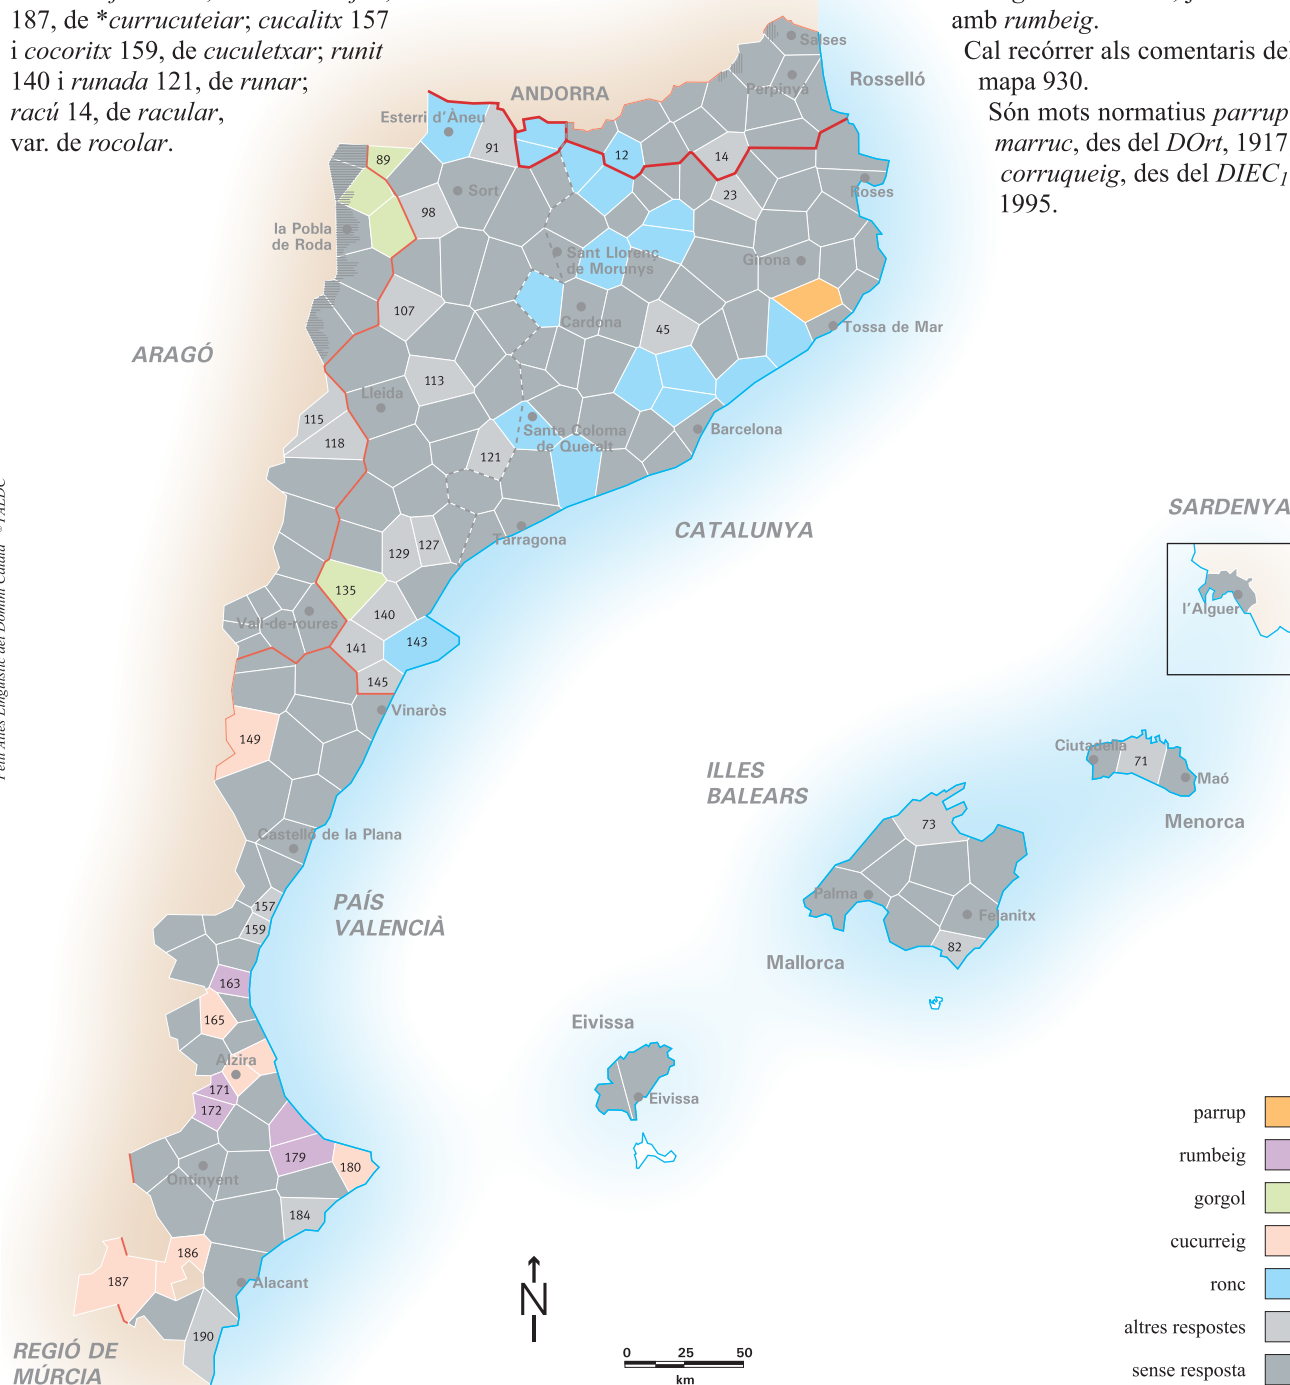 187, de *currucuteiar; cucalitx 157
i cocoritx 159, de cuculetxar; runit
140 i runada 121, de runar;
racú 14, de racular,
var. de rocolar.
amb rumbeig.
Cal recórrer als comentaris del
mapa 930.
Són mots normatius parrup
marruc, des del DOrt, 1917
corruqueig, des del DIEC1
1995.
Salses
Rosselló
Perpinyà
ANDORRA
Esterri d'Àneu
91
12
14
89
Sort
23
Roses
98
la Pobla
de Roda
Sant Llorenç
de Morunys
Girona
107
Cardona
45
Tossa de Mar
ARAGÓ
113
Lleida
115
118
Santa Coloma
de Queralt
Barcelona
121
SARDENYA
CATALUNYA
Tarragona
129
127
135
140
l'Alguer
Vall-de-roures
141
143
145
Vinaròs
149
Ciutadella
71
Maó
Menorca
ILLES
BALEARS
73
Castelló de la Plana
Palma
Felanitx
82
Mallorca
157
159
PAÍS
VALENCIÀ
163
165
Eivissa
Alzira
171
172
Eivissa
179
180
Ontinyent
184
186
187
Alacant
190
REGIÓ DE
MÚRCIA
N
0 25 50
km
parrup
rumbeig
gorgol
cucurreig
ronc
altres respostes
sense resposta